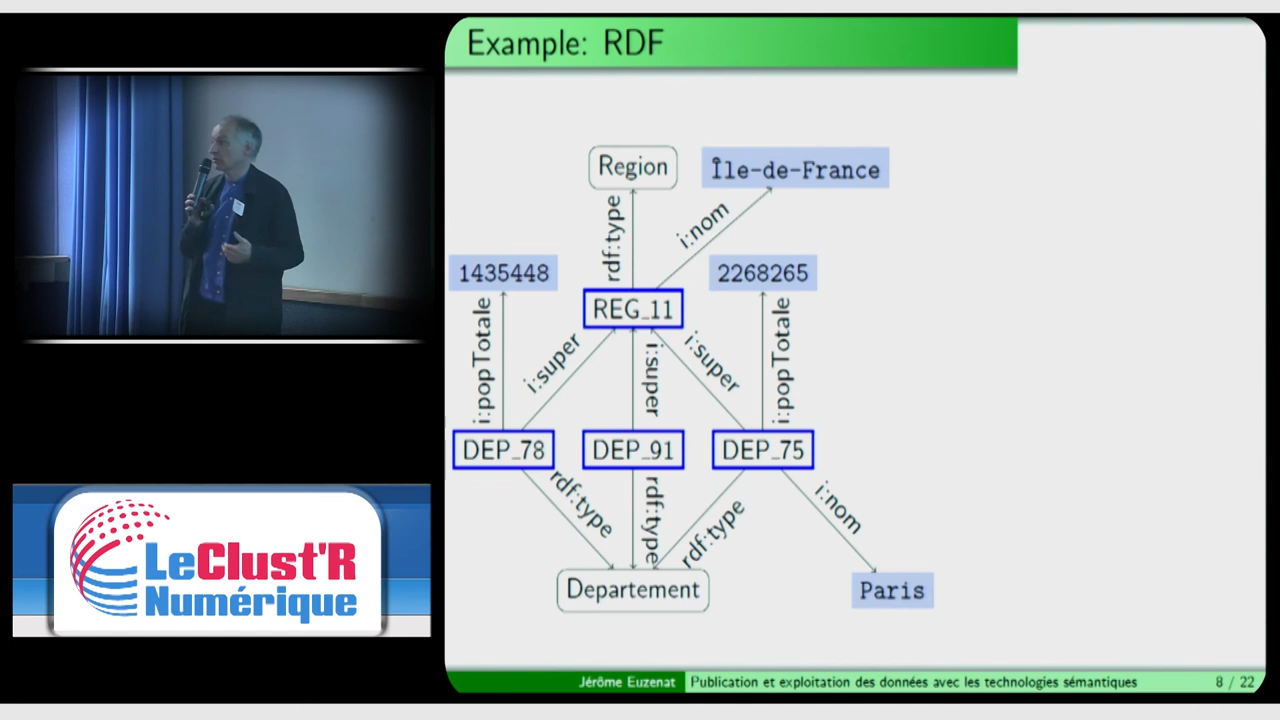 Example: RDF
Region
Île-de-France
rdf:type
i:nom
1435448
2268265
REG_11
i:popTotale
i:super
i:super
i:super
i:popTotale
DEP_78
DEP_91
DEP_75
rdf:type
rdf:type
rdf:type
i:nom
Departement
Paris
LeClust'R
Numérique
Jérôme Euzenat
Publication et exploitation des données avec les technologies sémantiques
8 / 22